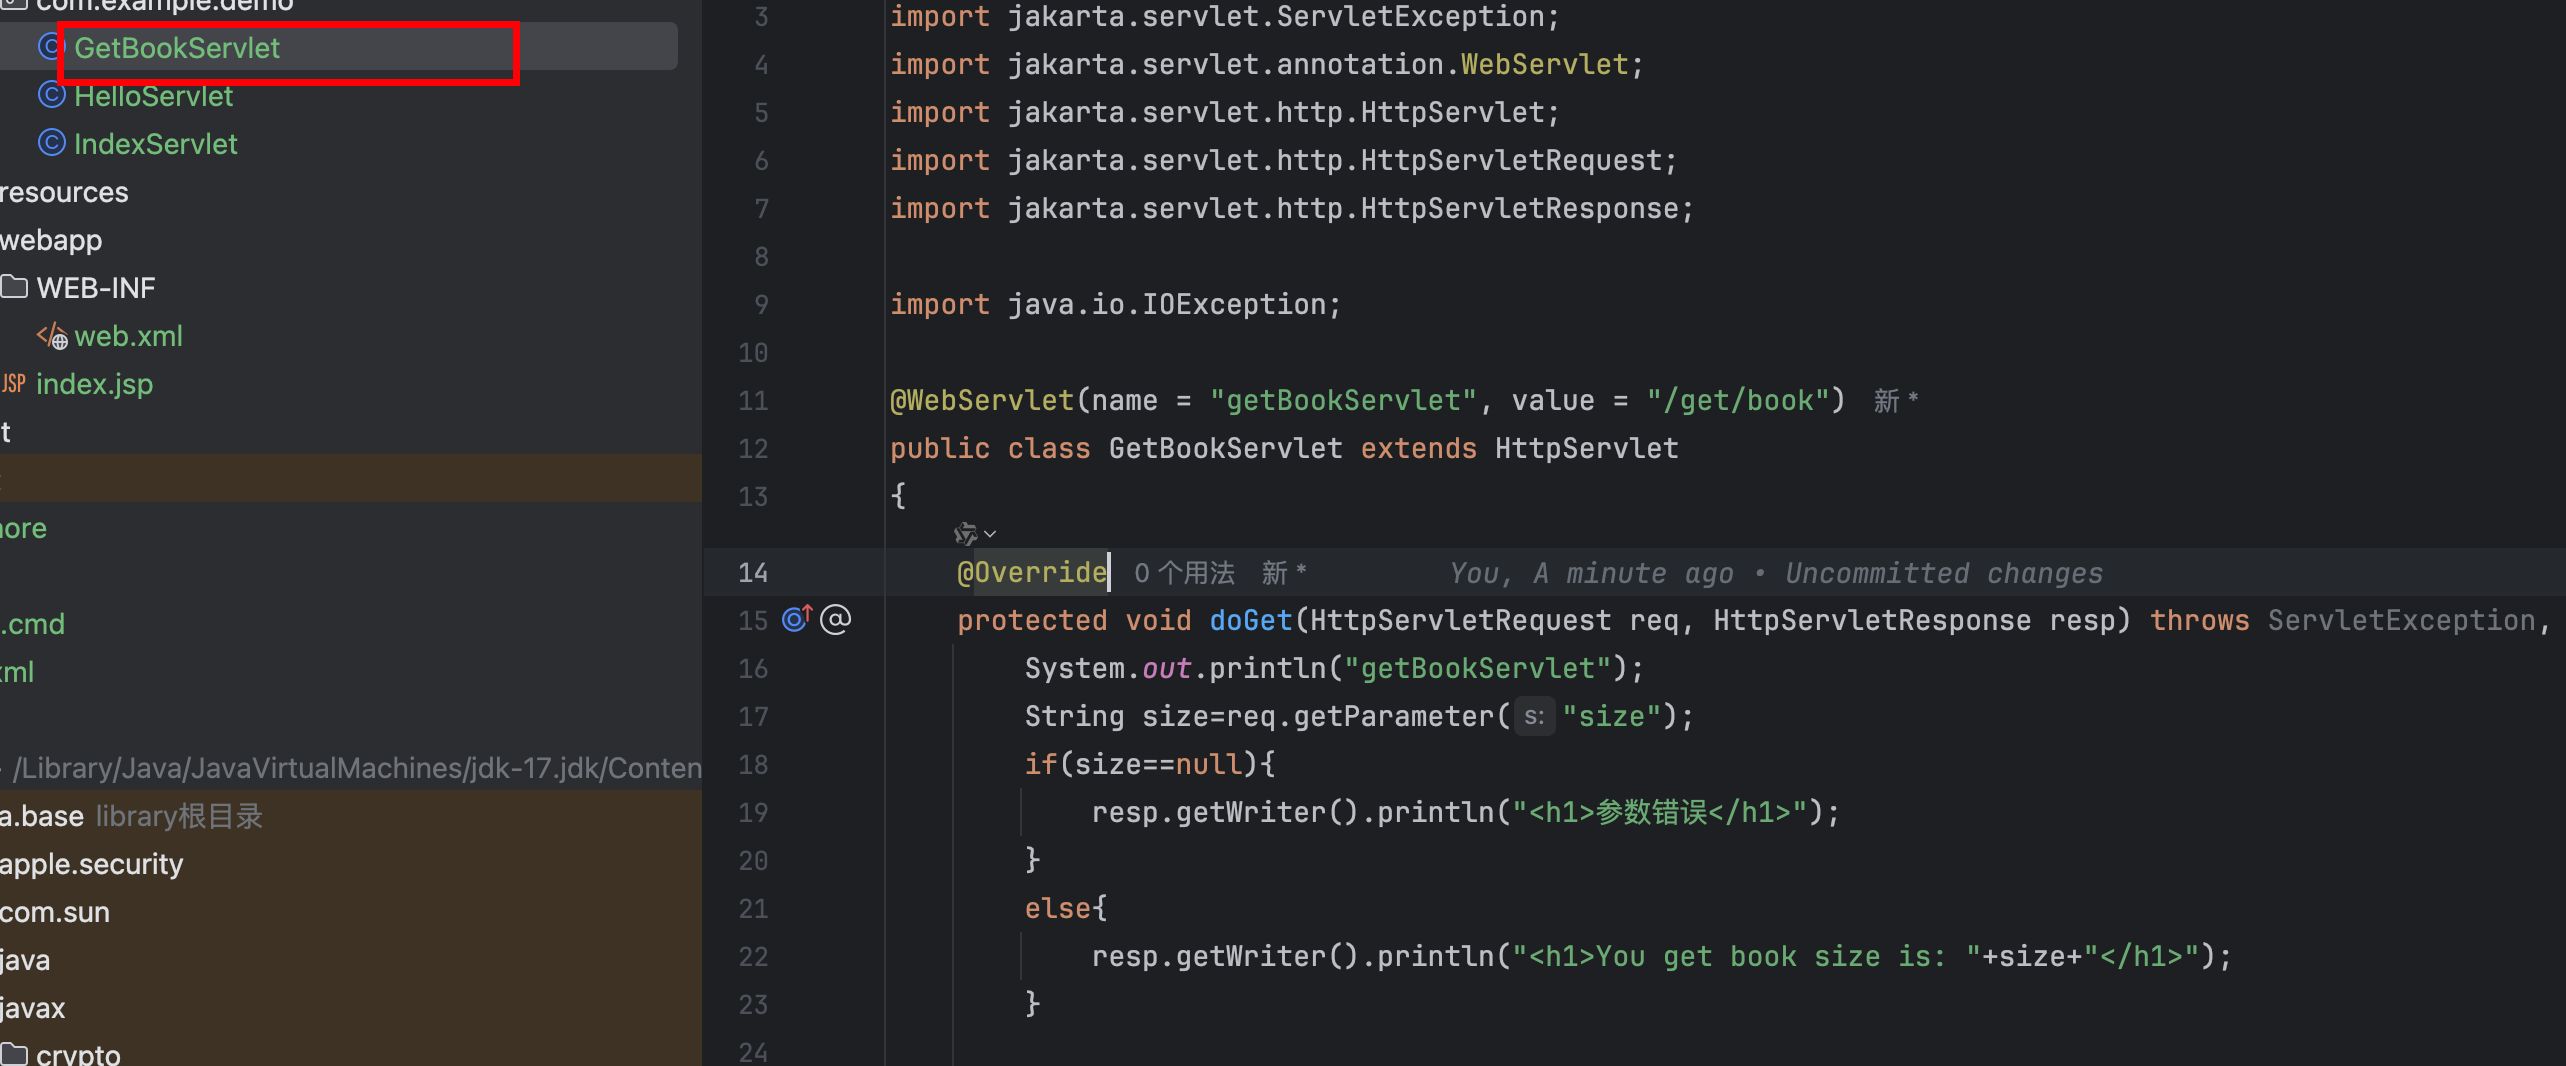 com.example.demo
GetBookServlet
HelloServlet
IndexServlet
resources
webapp
WEB-INF
web.xml
JSP index.jsp
t
ore
.cmd
ml
/Library/Java/JavaVirtualMachines/jdk-17.jdk/Conten
a.base library根目录
apple.security
com.sun
java
javax
crypto
3 import jakarta.servlet.ServletException;
4 import jakarta.servlet.annotation.WebServlet;
5 import jakarta.servlet.http.HttpServlet;
6 import jakarta.servlet.http.HttpServletRequest;
7 import jakarta.servlet.http.HttpServletResponse;
8
9 import java.io.IOException;
10
11 @WebServlet(name = "getBookServlet", value = "/get/book") 新 *
12 public class GetBookServlet extends HttpServlet
13 {
14 @Override 0 个用法 新 * You, A minute ago • Uncommitted changes
15 @ protected void doGet(HttpServletRequest req, HttpServletResponse resp) throws ServletException,
16 System.out.println("getBookServlet");
17 String size=req.getParameter( s: "size");
18 if(size==null){
19 resp.getWriter().println("<h1>参数错误</h1>");
20 }
21 else{
22 resp.getWriter().println("<h1>You get book size is: "+size+"</h1>");
23 }
24